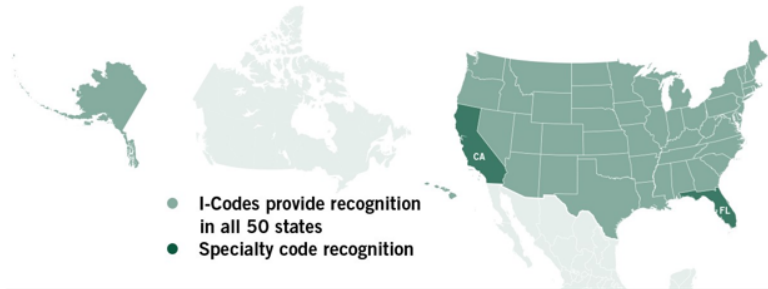 CA
I-Codes provide recognition
in all 50 states
FL
Specialty code recognition